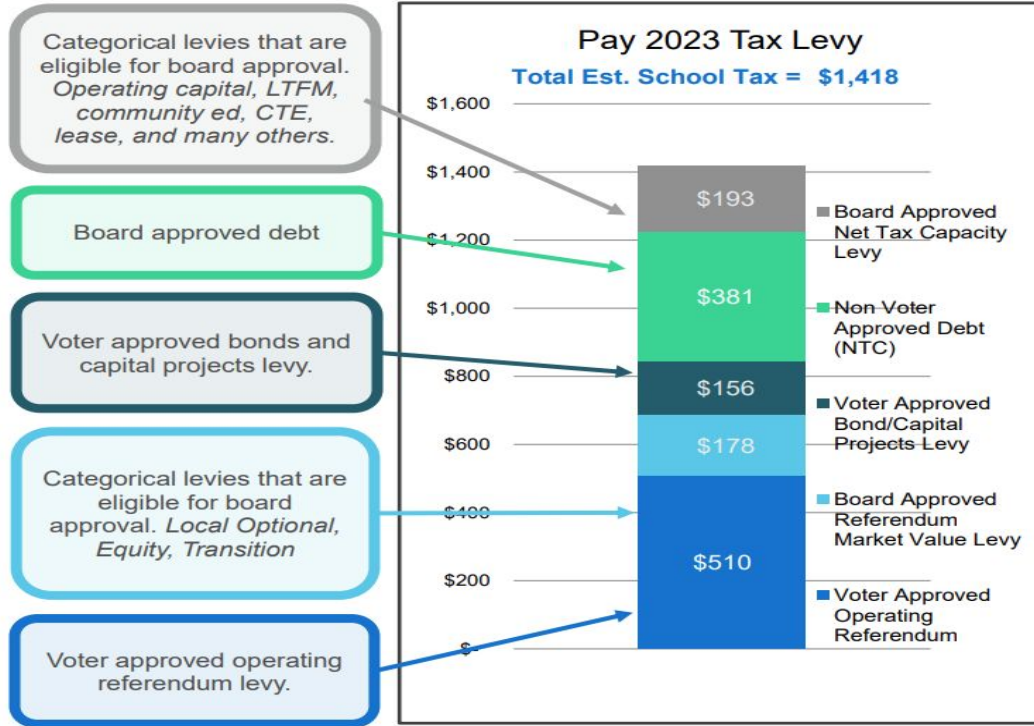 Categorical levies that are
eligible for board approval.
Operating capital, LTFM,
community ed, CTE,
lease, and many others.
Board approved debt
Voter approved bonds and
capital projects levy.
Categorical levies that are
eligible for board
approval. Local Optional,
Equity, Transition
Voter approved operating
referendum levy.
Pay 2023 Tax Levy
Total Est. School Tax = $1,418
$1,600
$1,400
$1,200
$1,000
$800
$600
$400
$200
$-
$193
$381
$156
$178
$510
Board Approved
Net Tax Capacity
Levy
Non Voter
Approved Debt
(NTC)
Voter Approved
Bond/Capital
Projects Levy
Board Approved
Referendum
Market Value Levy
Voter Approved
Operating
Referendum